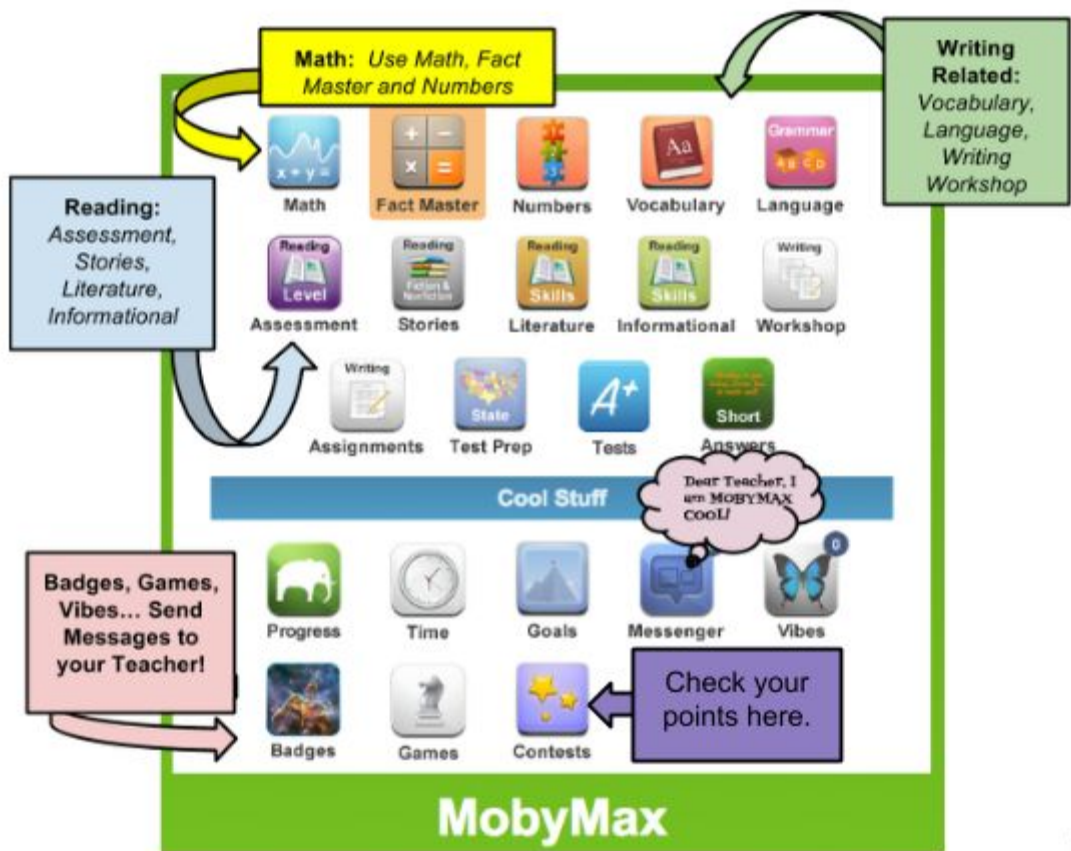 Math: Use Math, Fact
Master and Numbers
Writing
Related:
Vocabulary,
Language,
Writing
Workshop
Reading:
Assessment,
Stories,
Literature,
Informational
x + y =
Math
+ −
x =
Fact Master
1
2
3
Numbers
Aa
Vocabulary
Grammar
A B C D
Language
Reading
Level
Assessment
Reading
Fiction &
Nonfiction
Stories
Reading
Skills
Literature
Reading
Skills
Informational
Writing
Workshop
Writing
Assignments
State
Test Prep
A+
Tests
Short
Answers
Cool Stuff
Dear Teacher, I
am MOBYMAX
COOL!
Badges, Games,
Vibes... Send
Messages to
your Teacher!
Progress
Time
Goals
Messenger
0
Vibes
Badges
Games
Contests
Check your
points here.
MobyMax